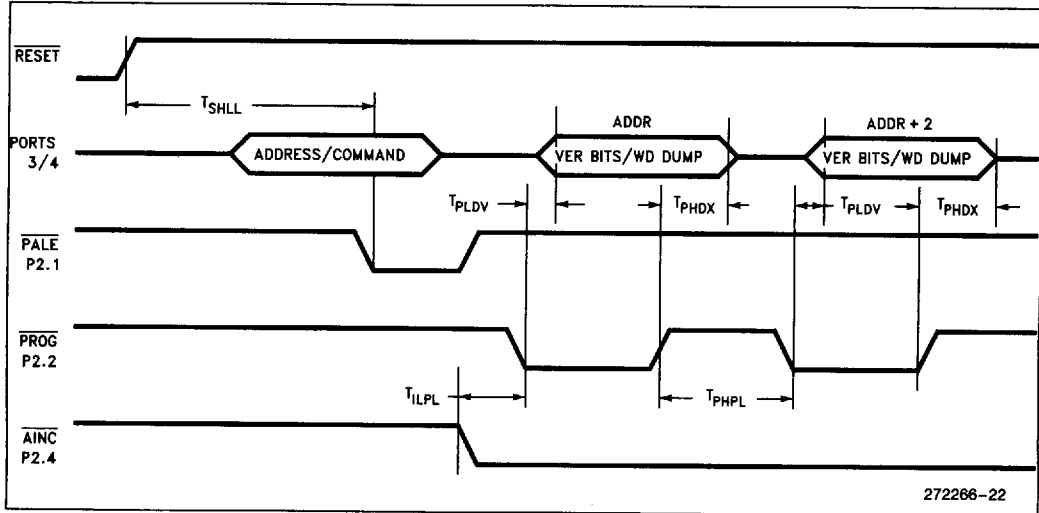 RESET
T_SHLL
PORTS
3/4
ADDRESS/COMMAND
ADDR
VER BITS/WD DUMP
ADDR + 2
VER BITS/WD DUMP
T_PLDV
T_PHDX
T_PLDV
T_PHDX
PALE
P2.1
PROG
P2.2
T_ILPL
T_PHPL
AINC
P2.4
272266-22